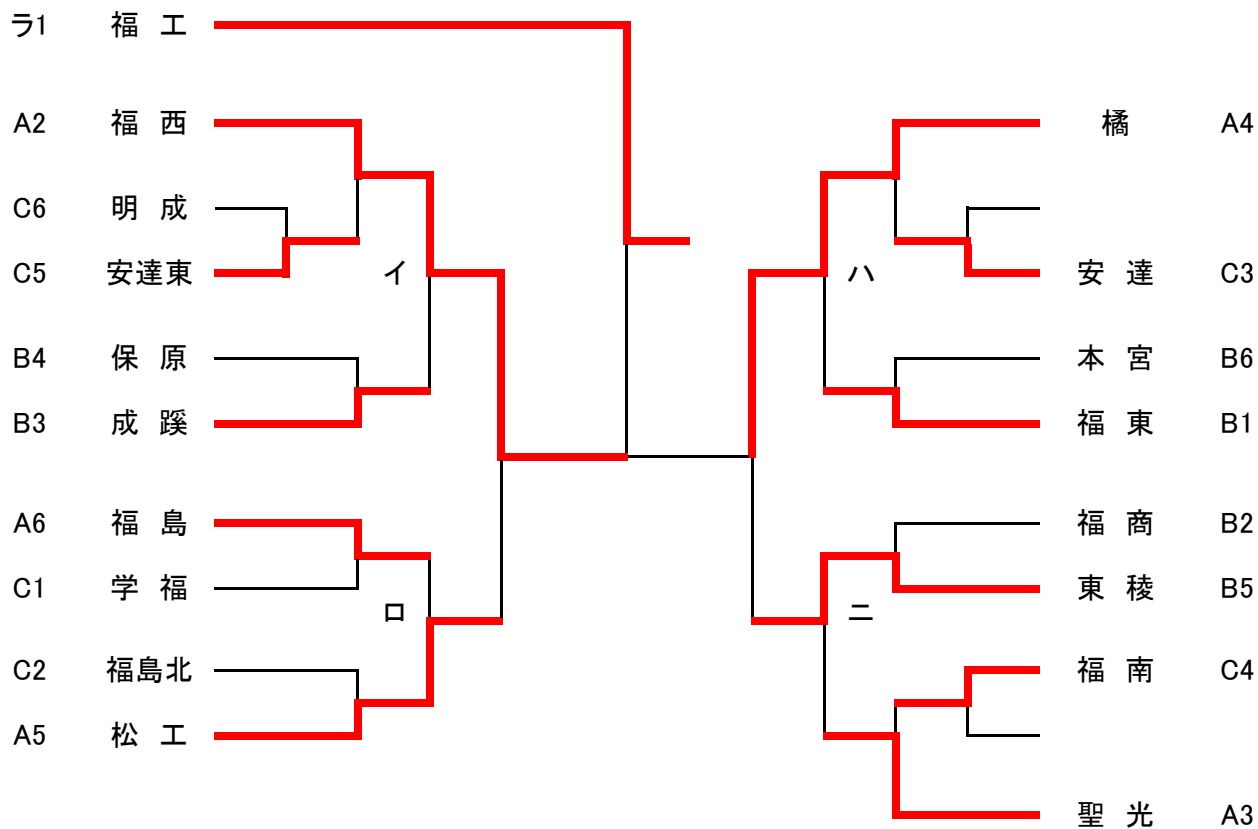 ラ1 福 工
A2 福 西 橘 A4
C6 明 成
C5 安達東 イ ハ 安 達 C3
B4 保 原 本 宮 B6
B3 成 蹊 福 東 B1
A6 福 島 福 商 B2
C1 学 福 東 稜 B5
ロ ニ
C2 福島北 福 南 C4
A5 松 工
聖 光 A3